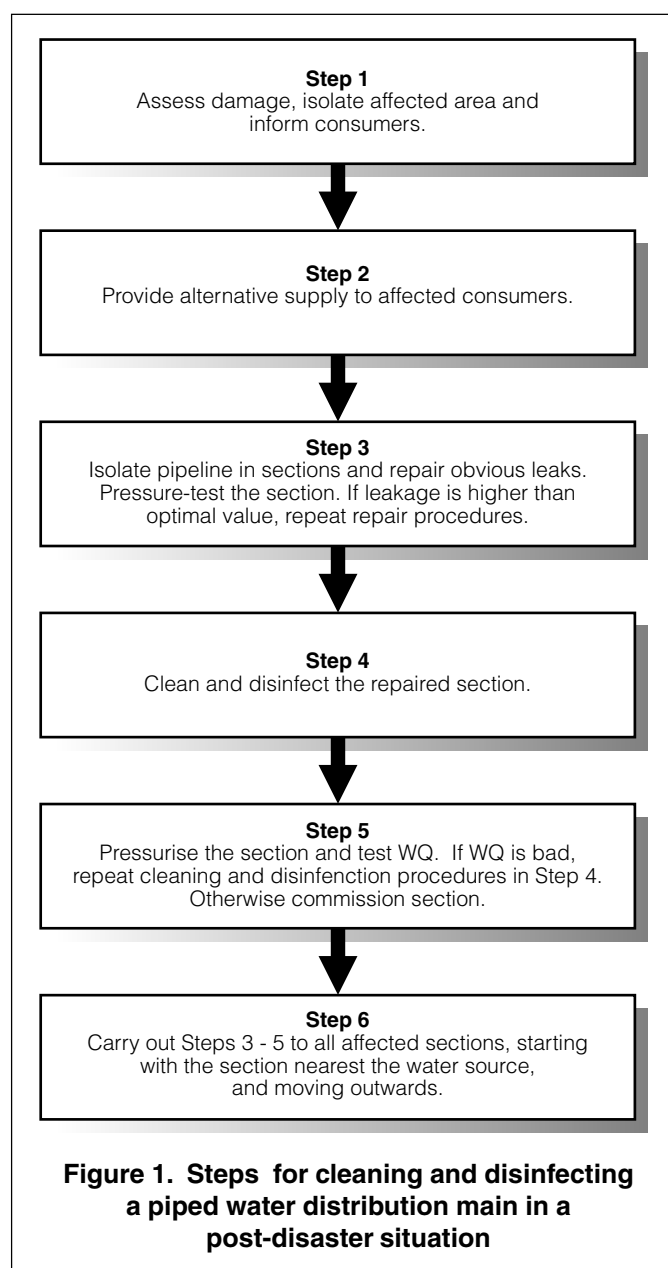 Step 1
Assess damage, isolate affected area and
inform consumers.
Step 2
Provide alternative supply to affected consumers.
Step 3
Isolate pipeline in sections and repair obvious leaks.
Pressure-test the section. If leakage is higher than
optimal value, repeat repair procedures.
Step 4
Clean and disinfect the repaired section.
Step 5
Pressurise the section and test WQ. If WQ is bad,
repeat cleaning and disinfenction procedures in Step 4.
Otherwise commission section.
Step 6
Carry out Steps 3 - 5 to all affected sections, starting
with the section nearest the water source,
and moving outwards.
Figure 1. Steps for cleaning and disinfecting
a piped water distribution main in a
post-disaster situation